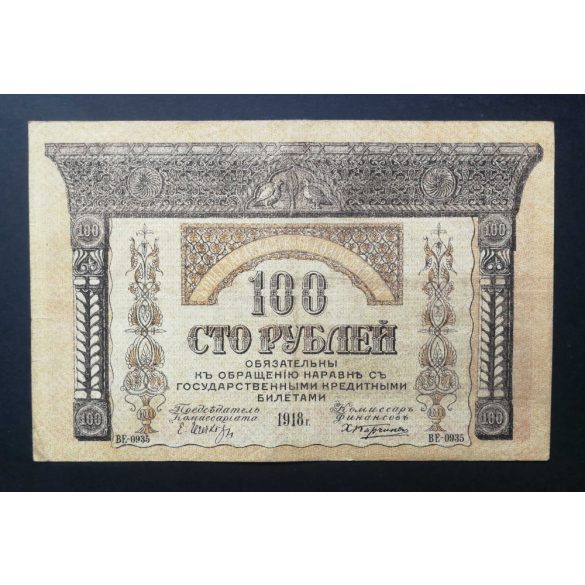 100 100
100
СТО РУБЛЕЙ
ОБЯЗАТЕЛЬНЫ
КЪ ОБРАЩЕНІЮ НАРАВНѢ СЪ
ГОСУДАРСТВЕННЫМИ КРЕДИТНЫМИ
БИЛЕТАМИ
Предсѣдатель Комиссаръ
Комиссаріата 1918 г. Финансовъ
100 100
ВЕ-0935 ВЕ-0935